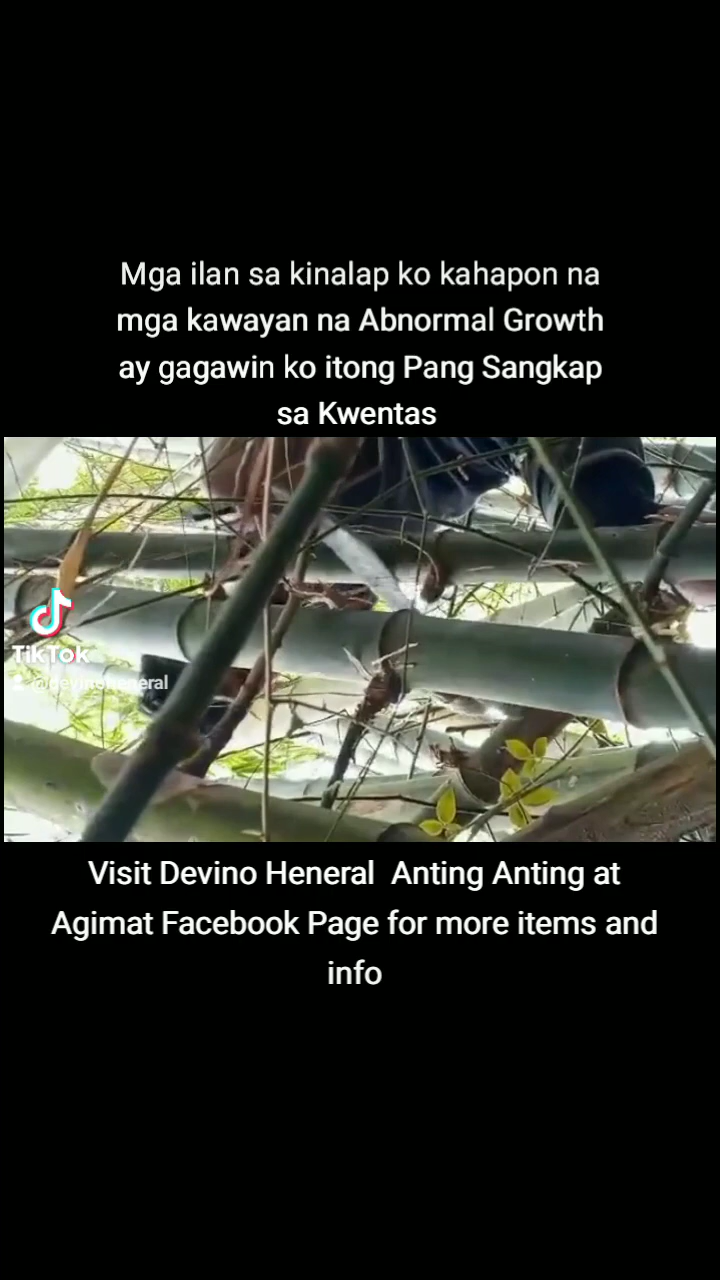 Mga ilan sa kinalap ko kahapon na
mga kawayan na Abnormal Growth
ay gagawin ko itong Pang Sangkap
sa Kwentas
TikTok
@devinoheneral
Visit Devino Heneral Anting Anting at
Agimat Facebook Page for more items and
info